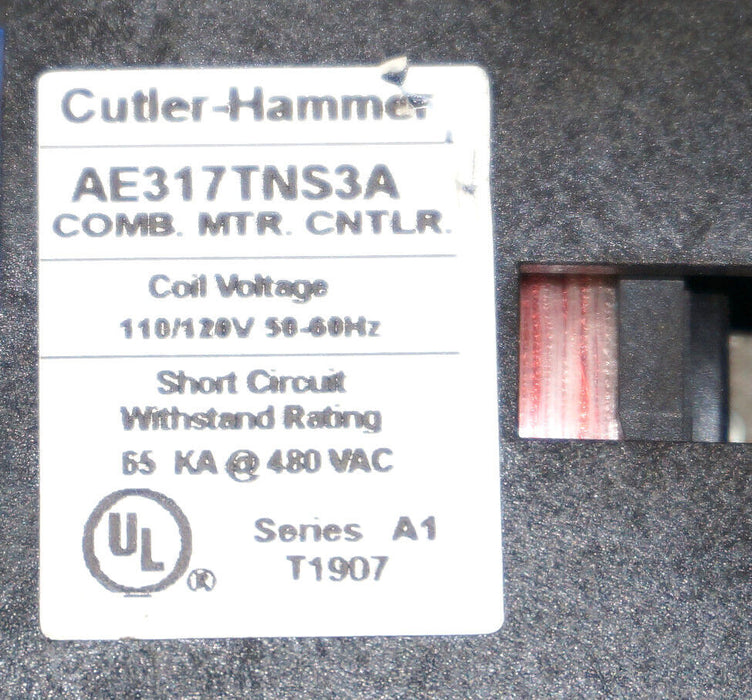 Cutler-Hammer
AE317TNS3A
COMB. MTR. CNTLR.
Coil Voltage
110/120V 50-60Hz
Short Circuit
Withstand Rating
65 KA @ 480 VAC
UL ®
Series A1
T1907